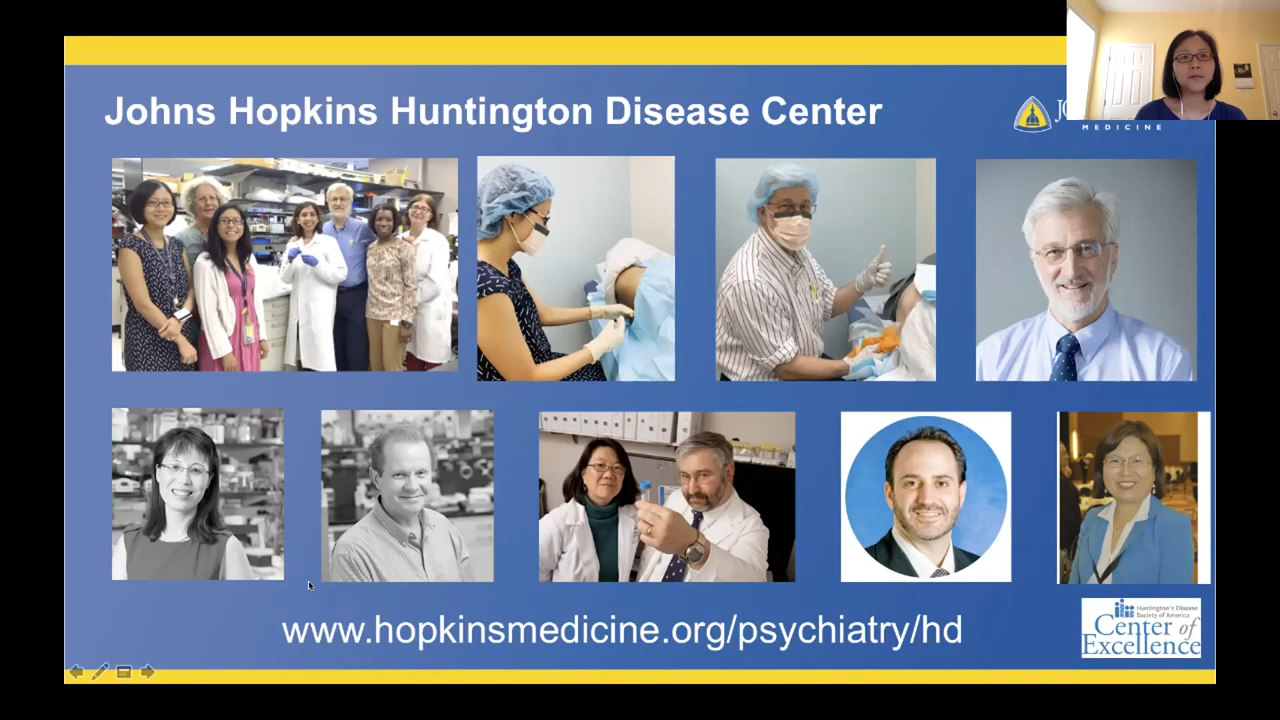 Johns Hopkins Huntington Disease Center
MEDICINE
www.hopkinsmedicine.org/psychiatry/hd
Huntington's Disease
Society of America
Center of
Excellence